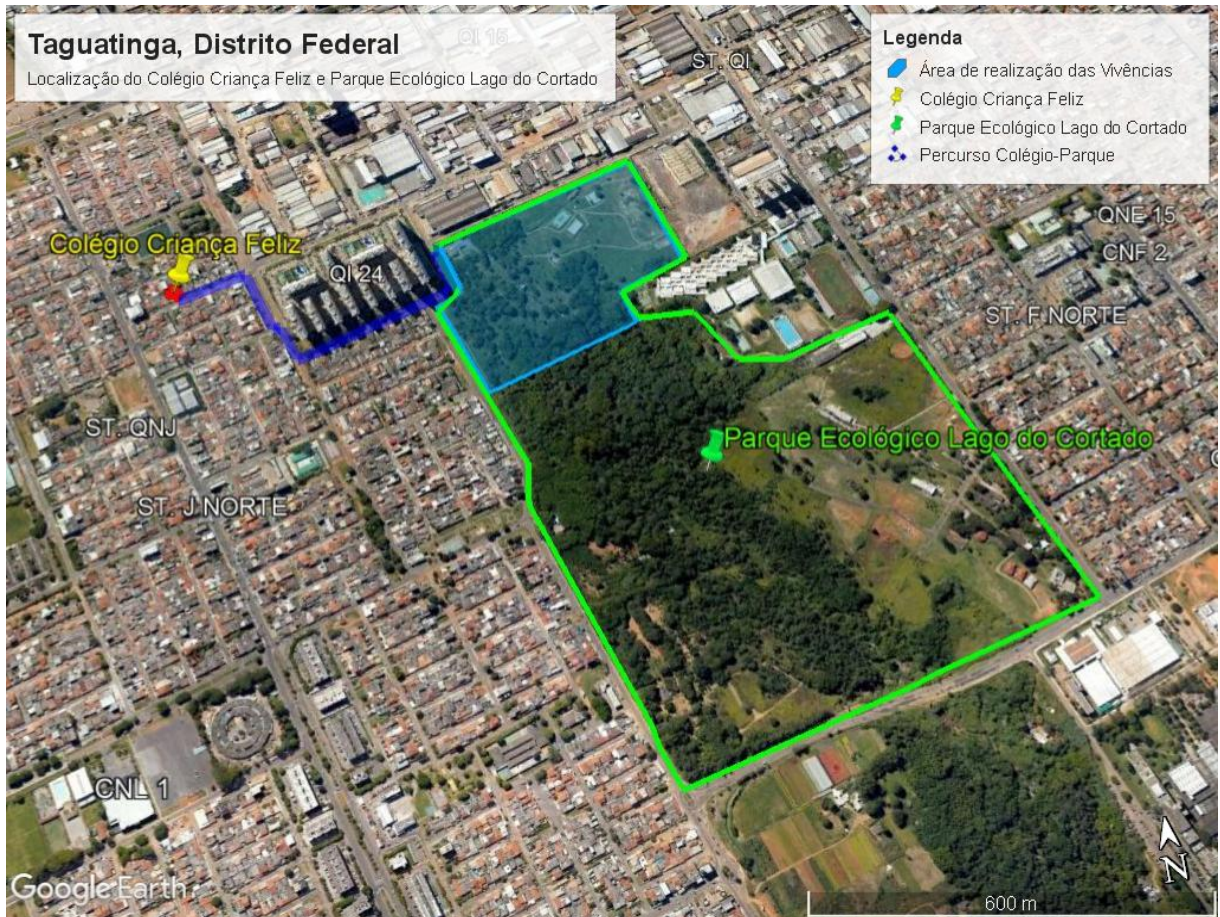 Taguatinga, Distrito Federal
Localização do Colégio Criança Feliz e Parque Ecológico Lago do Cortado
QI 15
ST. QI
Legenda
Área de realização das Vivências
Colégio Criança Feliz
Parque Ecológico Lago do Cortado
Percurso Colégio-Parque
QNE 15
CNF 2
Colégio Criança Feliz
QI 24
ST. F NORTE
ST. QNJ
Parque Ecológico Lago do Cortado
ST. J NORTE
CNL 1
N
Google Earth
600 m